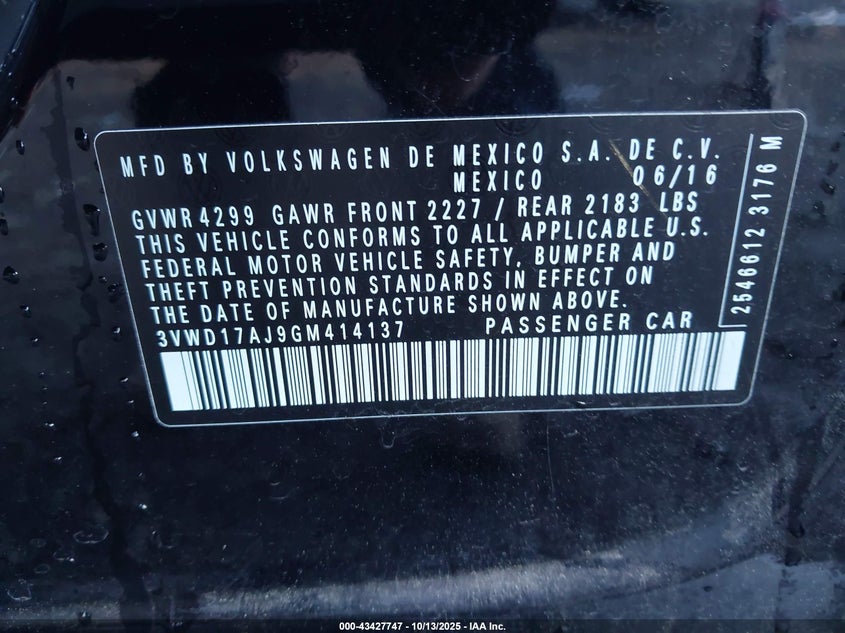 MFD BY VOLKSWAGEN DE MEXICO S.A. DE C.V.
MEXICO 06/16
GVWR 4299 GAWR FRONT 2227 / REAR 2183 LBS
THIS VEHICLE CONFORMS TO ALL APPLICABLE U.S.
FEDERAL MOTOR VEHICLE SAFETY, BUMPER AND
THEFT PREVENTION STANDARDS IN EFFECT ON
THE DATE OF MANUFACTURE SHOWN ABOVE.
3VWD17AJ9GM414137 PASSENGER CAR
2546612 3176 M
000-43427747 - 10/13/2025 - IAA Inc.